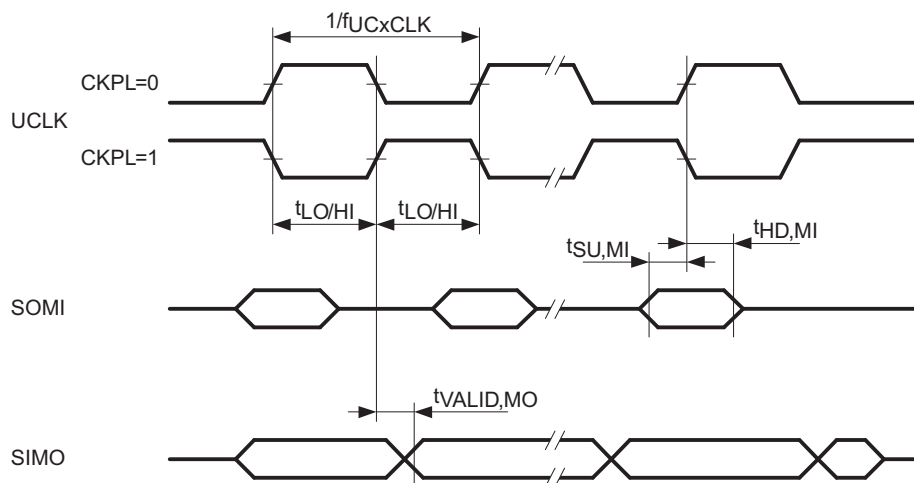 1/fUCxCLK
CKPL=0
UCLK
CKPL=1
tLO/HI tLO/HI
tHD,MI
tSU,MI
SOMI
tVALID,MO
SIMO